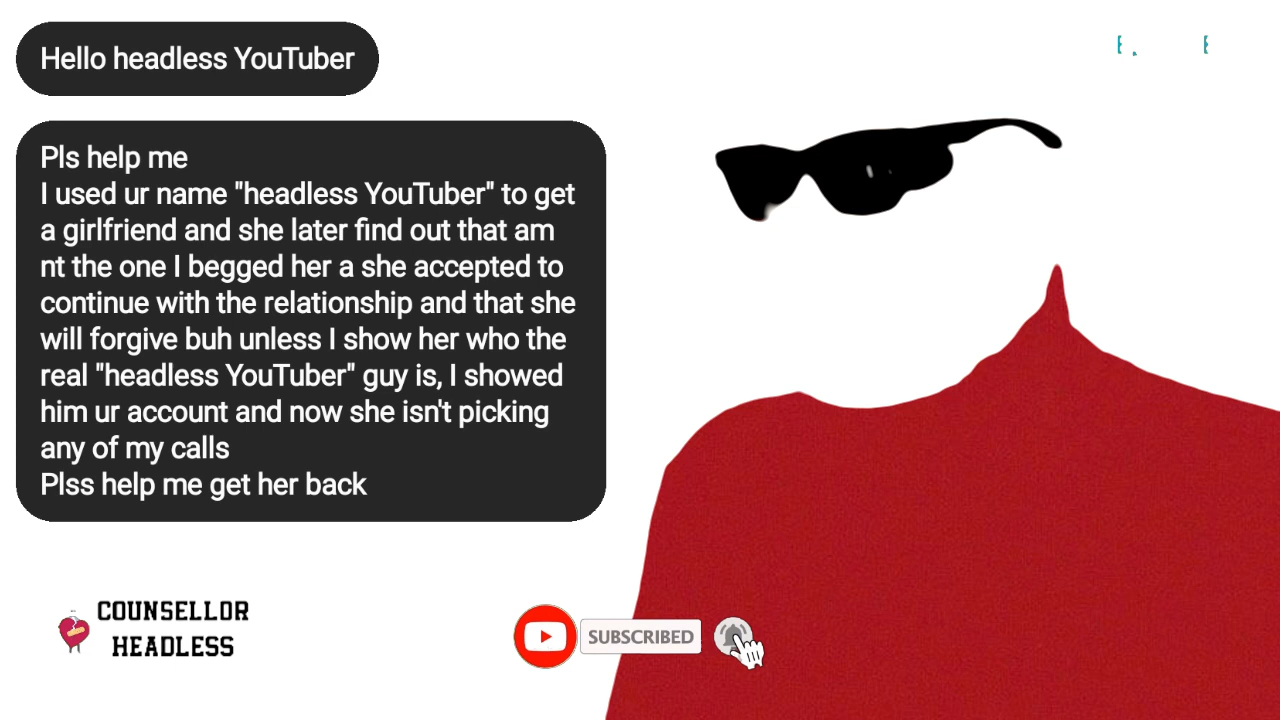 Hello headless YouTuber
Pls help me
I used ur name "headless YouTuber" to get
a girlfriend and she later find out that am
nt the one I begged her a she accepted to
continue with the relationship and that she
will forgive buh unless I show her who the
real "headless YouTuber" guy is, I showed
him ur account and now she isn't picking
any of my calls
Plss help me get her back
COUNSELLOR
HEADLESS
SUBSCRIBED